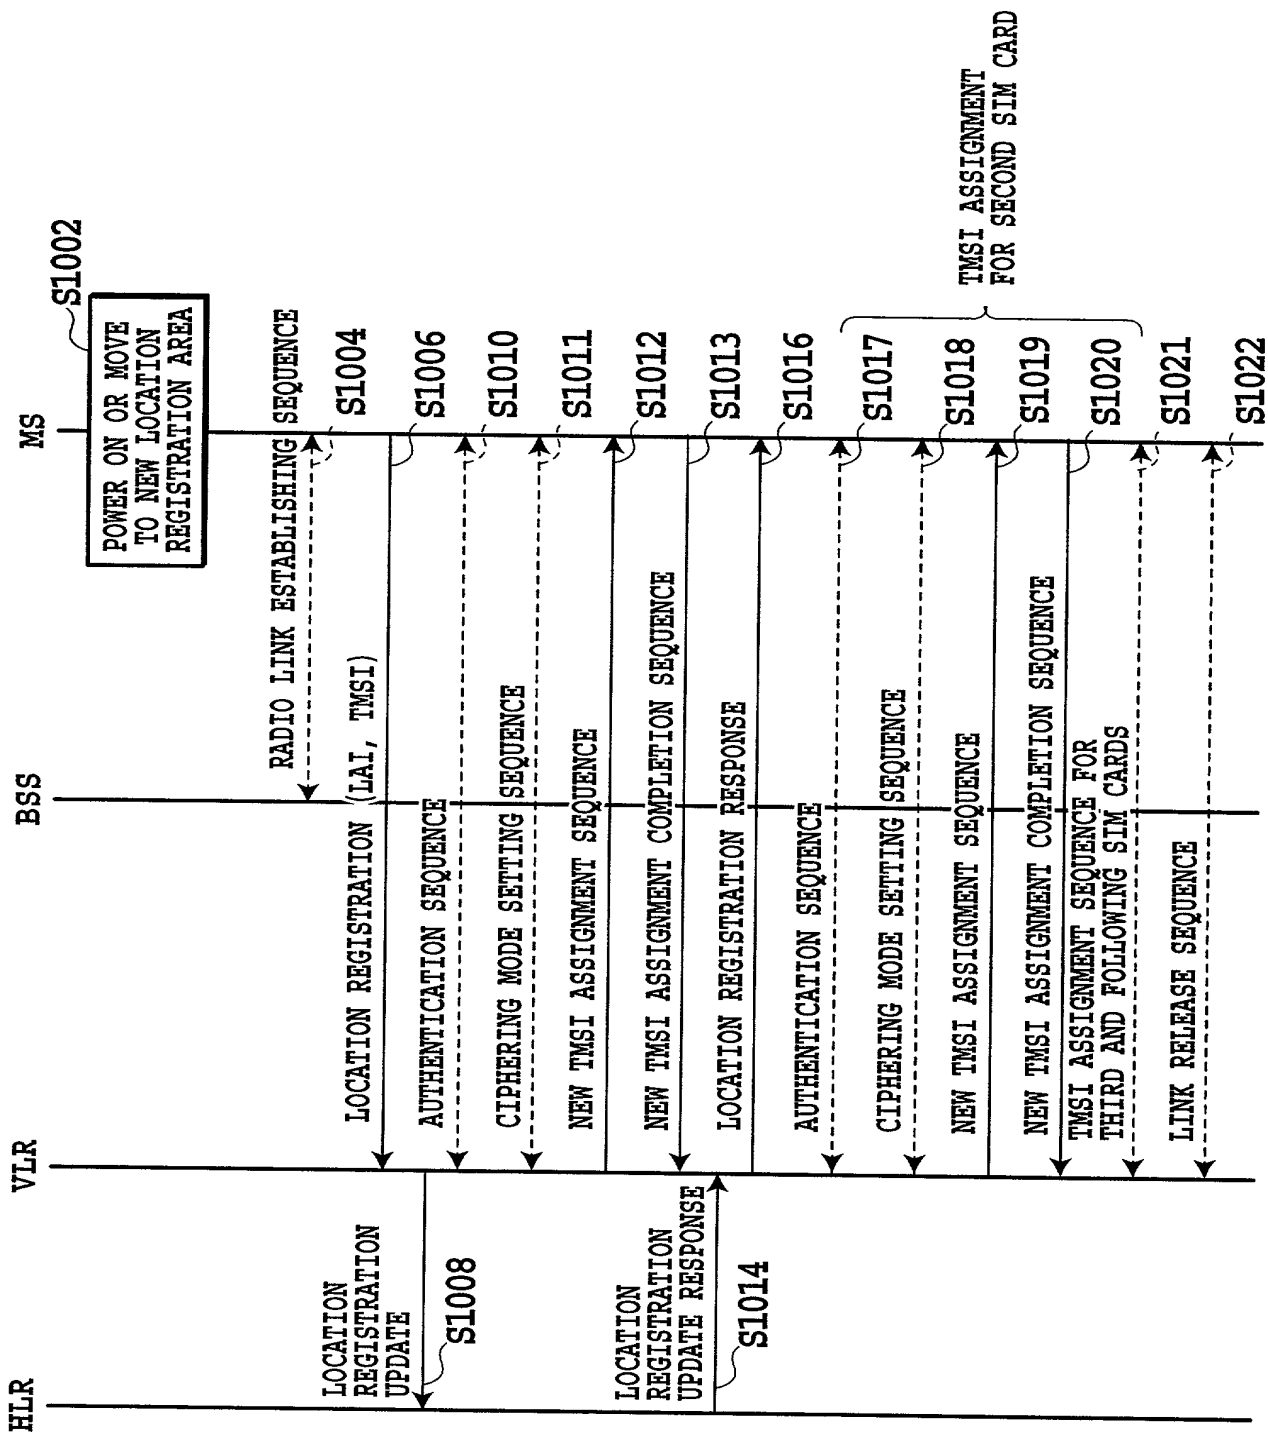 HLR
VLR
BSS
MS
POWER ON OR MOVE
TO NEW LOCATION
REGISTRATION AREA
S1002
RADIO LINK ESTABLISHING SEQUENCE
S1004
LOCATION REGISTRATION (LAI, TMSI)
S1006
LOCATION
REGISTRATION
UPDATE
S1008
AUTHENTICATION SEQUENCE
S1010
CIPHERING MODE SETTING SEQUENCE
S1011
NEW TMSI ASSIGNMENT SEQUENCE
S1012
NEW TMSI ASSIGNMENT COMPLETION SEQUENCE
S1013
LOCATION
REGISTRATION
UPDATE RESPONSE
S1014
LOCATION REGISTRATION RESPONSE
S1016
AUTHENTICATION SEQUENCE
S1017
CIPHERING MODE SETTING SEQUENCE
S1018
NEW TMSI ASSIGNMENT SEQUENCE
S1019
NEW TMSI ASSIGNMENT COMPLETION SEQUENCE
S1020
TMSI ASSIGNMENT
FOR SECOND SIM CARD
TMSI ASSIGNMENT SEQUENCE FOR
THIRD AND FOLLOWING SIM CARDS
S1021
LINK RELEASE SEQUENCE
S1022